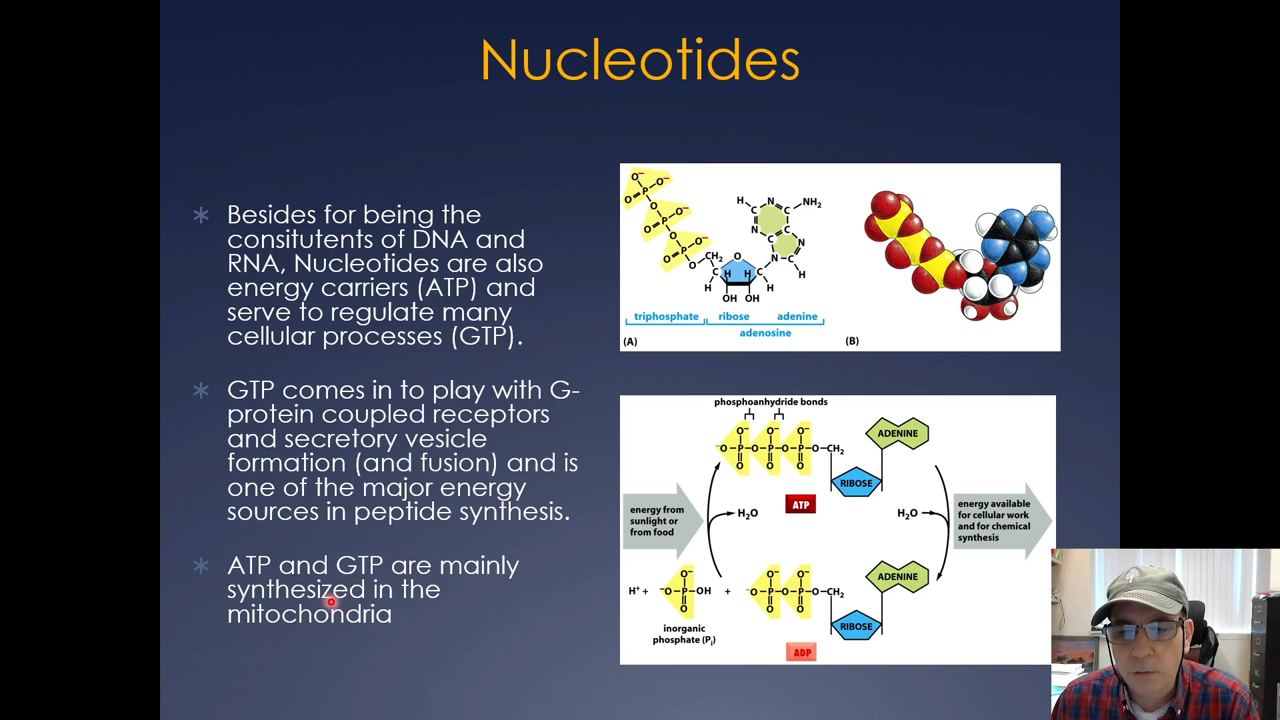 Nucleotides
Besides for being the
consitutents of DNA and
RNA, Nucleotides are also
energy carriers (ATP) and
serve to regulate many
cellular processes (GTP).
GTP comes in to play with G-
protein coupled receptors
and secretory vesicle
formation (and fusion) and is
one of the major energy
sources in peptide synthesis.
ATP and GTP are mainly
synthesized in the
mitochondria
O⁻
O⁻
P
O
O
O⁻
P
O
O
O⁻
P
O
O
CH₂
H
N
C
C
NH₂
C
N
C
C
N
N
C
H
O
C
C
H
H
H
H
OH
OH
triphosphate
ribose
adenine
adenosine
(A)
(B)
phosphoanhydride bonds
O⁻ O⁻ O⁻
⁻O P O P O P O CH₂
O O O
ADENINE
RIBOSE
ATP
energy from
sunlight or
from food
H₂O
H₂O
energy available
for cellular work
and for chemical
synthesis
H⁺ +
O⁻
⁻O P OH
O
+
O⁻ O⁻
⁻O P O P O CH₂
O O
ADENINE
RIBOSE
inorganic
phosphate (Pᵢ)
ADP